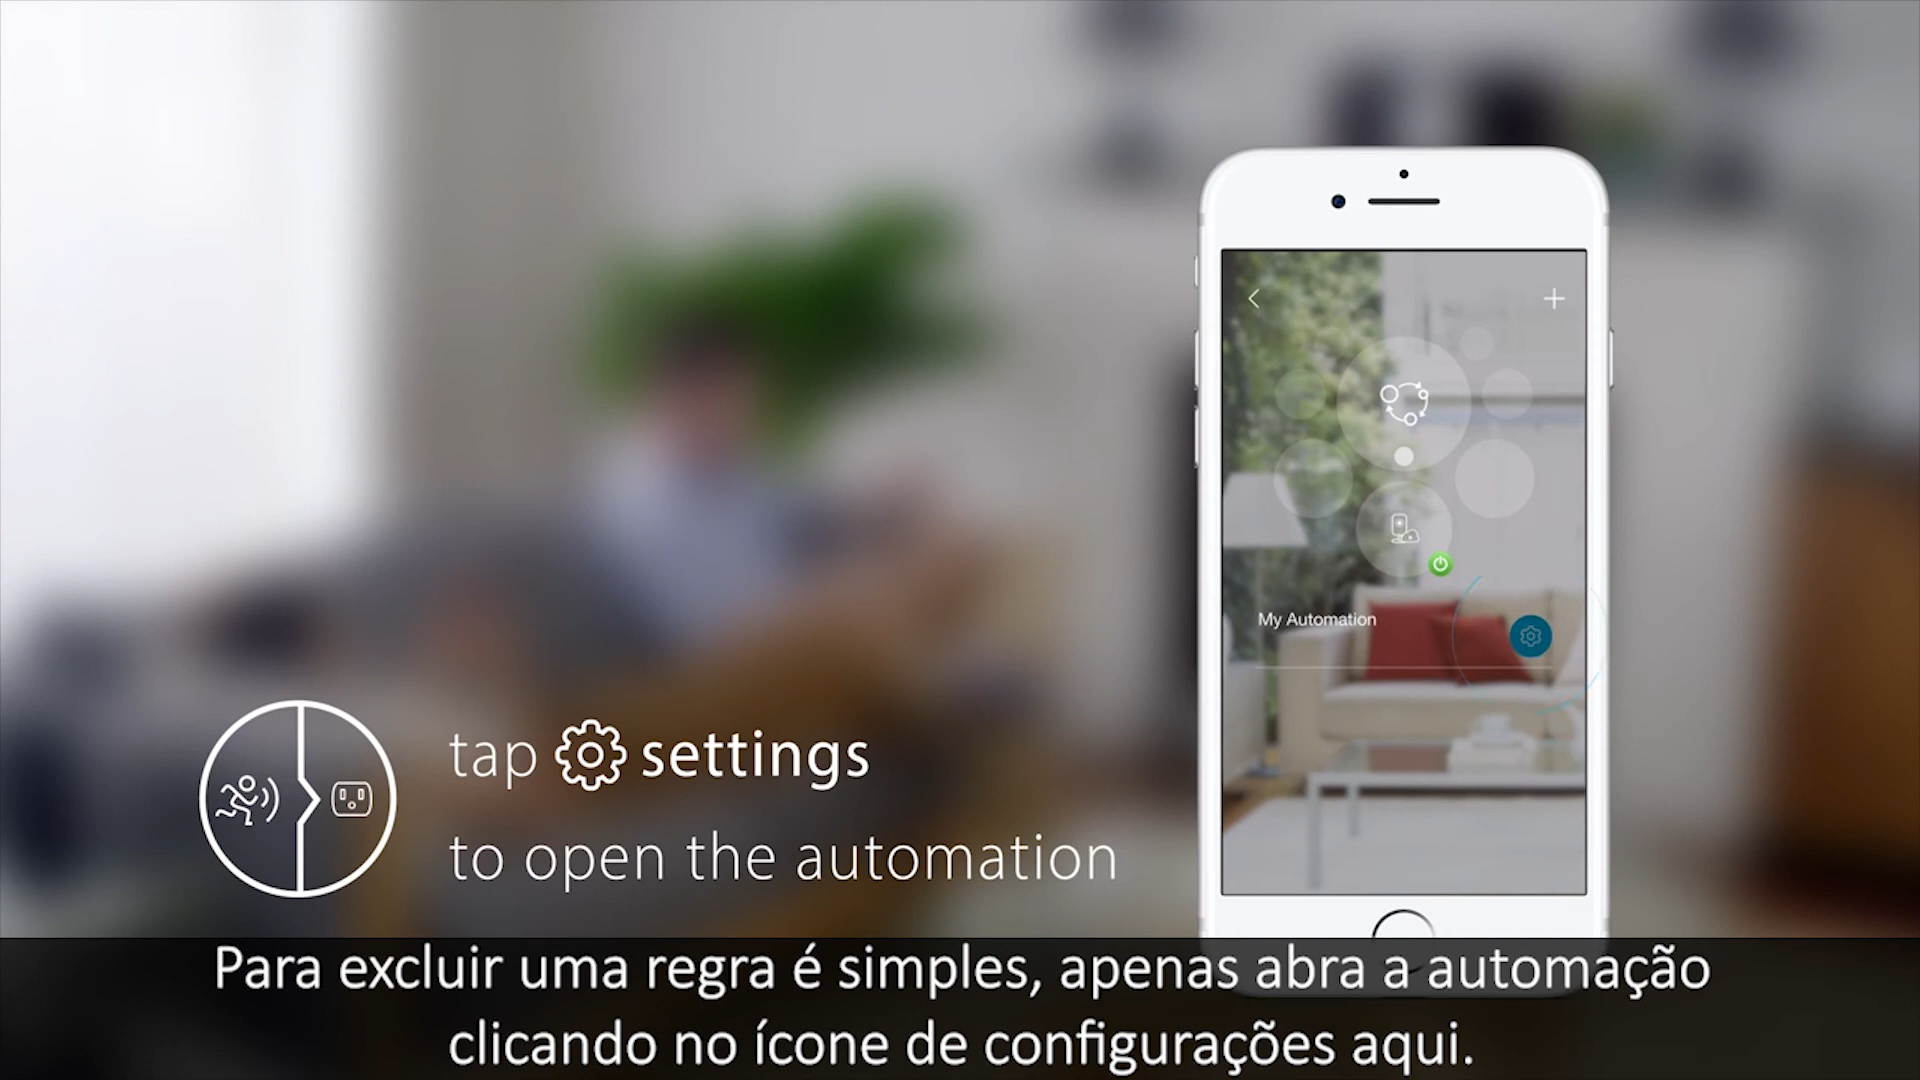 My Automation
tap settings
to open the automation
Para excluir uma regra é simples, apenas abra a automação
clicando no ícone de configurações aqui.